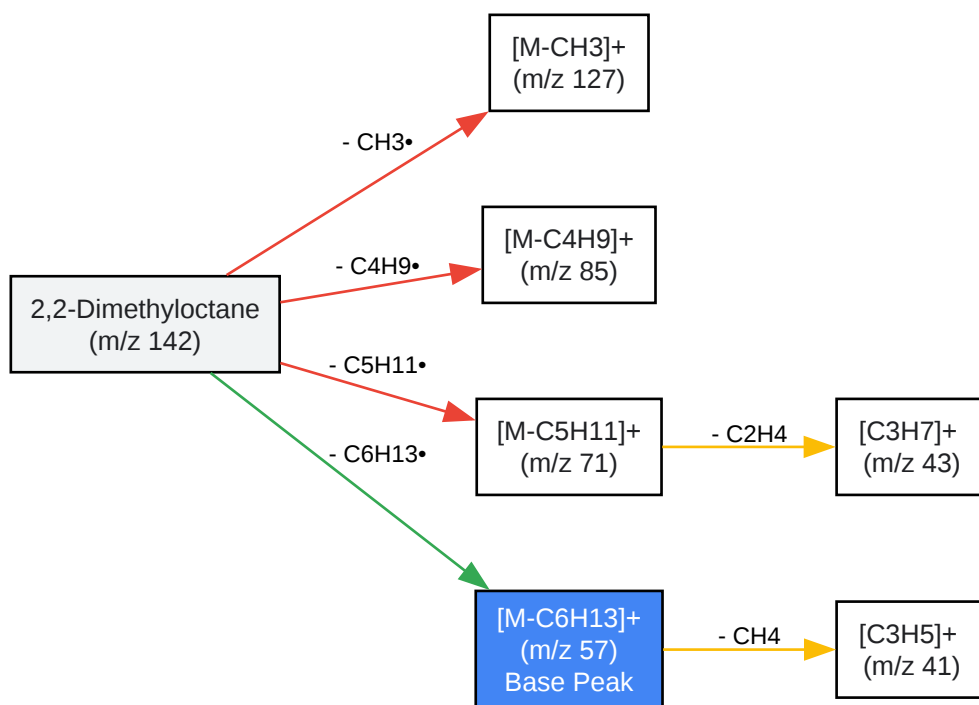 [M-CH3]+
(m/z 127)
- CH3•
[M-C4H9]+
(m/z 85)
- C4H9•
2,2-Dimethyloctane
(m/z 142)
- C5H11•
[M-C5H11]+
(m/z 71)
- C2H4
[C3H7]+
(m/z 43)
- C6H13•
[M-C6H13]+
(m/z 57)
Base Peak
- CH4
[C3H5]+
(m/z 41)